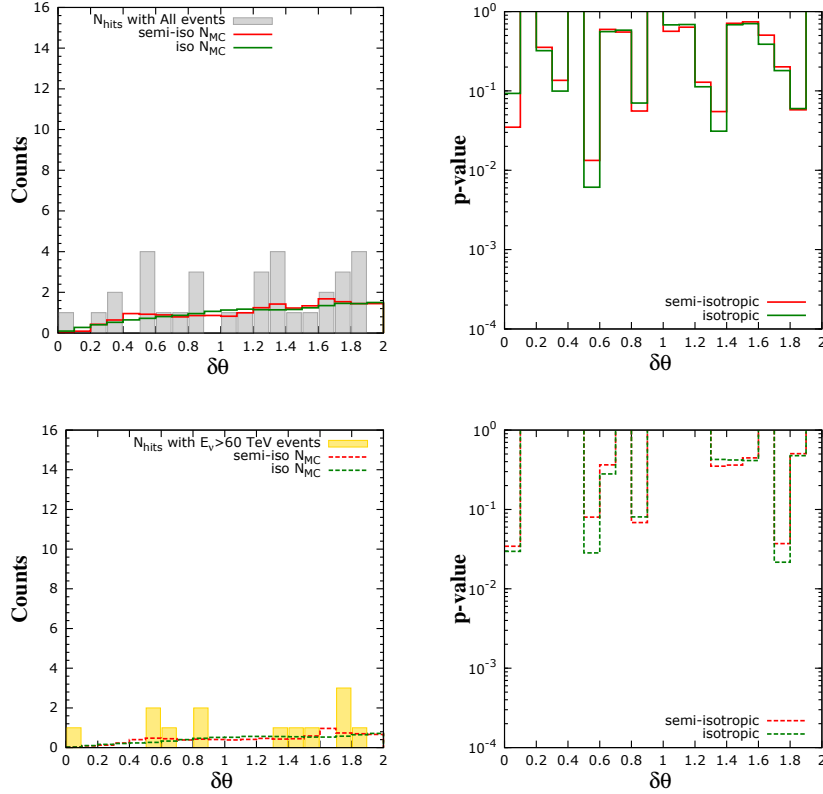 N_hits with All events
semi-iso N_MC
iso N_MC
16
14
12
10
8
6
4
2
0
Counts
0 0.2 0.4 0.6 0.8 1 1.2 1.4 1.6 1.8 2
δθ
10^0
10^-1
10^-2
10^-3
10^-4
p-value
semi-isotropic
isotropic
0 0.2 0.4 0.6 0.8 1 1.2 1.4 1.6 1.8 2
δθ
N_hits with E_ν>60 TeV events
semi-iso N_MC
iso N_MC
16
14
12
10
8
6
4
2
0
Counts
0 0.2 0.4 0.6 0.8 1 1.2 1.4 1.6 1.8 2
δθ
10^0
10^-1
10^-2
10^-3
10^-4
p-value
semi-isotropic
isotropic
0 0.2 0.4 0.6 0.8 1 1.2 1.4 1.6 1.8 2
δθ